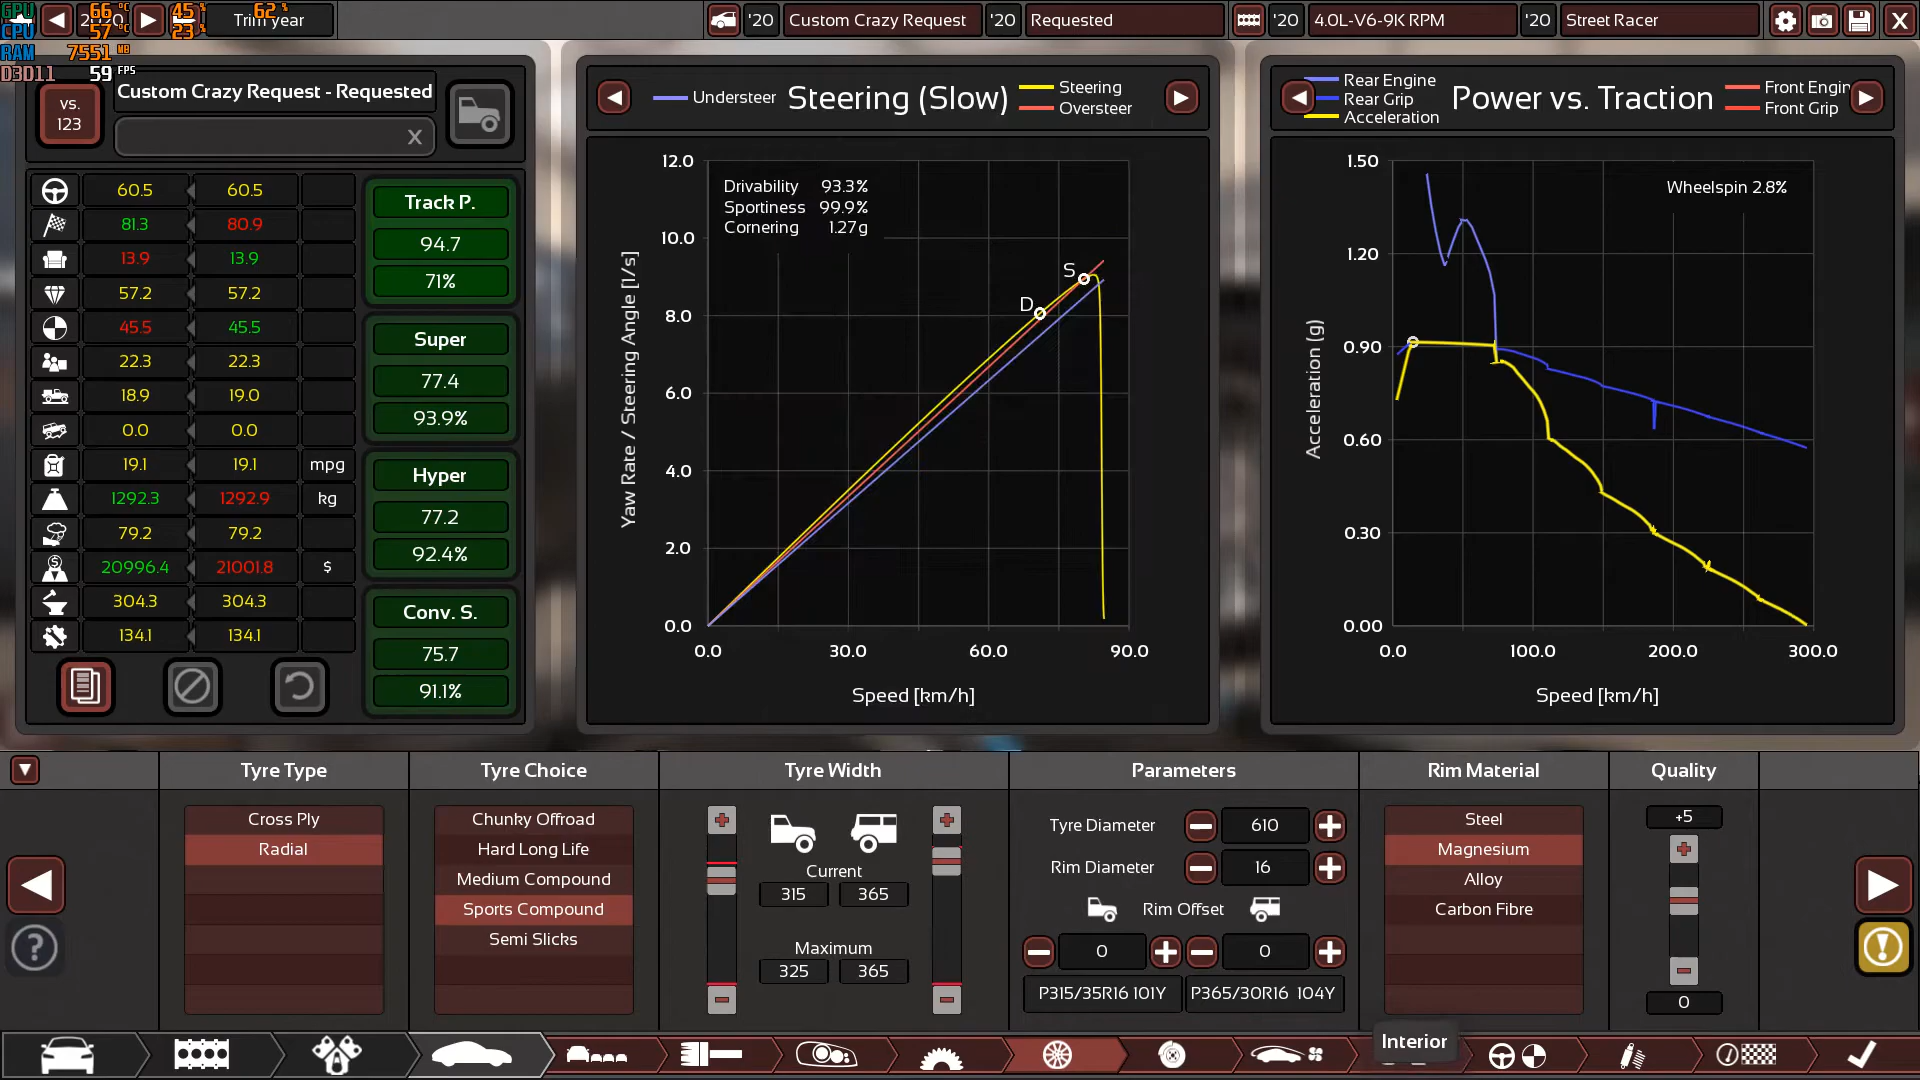 GPU 66 °C 45 % 62 %
CPU 57 °C 23 %
RAM 7551 MB
D3D11 59 FPS
Trim year
'20 Custom Crazy Request '20 Requested
'20 4.0L-V6-9K RPM '20 Street Racer
X
vs.
123
Custom Crazy Request - Requested
X
60.5 60.5
81.3 80.9
13.9 13.9
57.2 57.2
45.5 45.5
22.3 22.3
18.9 19.0
0.0 0.0
19.1 19.1 mpg
1292.3 1292.9 kg
79.2 79.2
20996.4 21001.8 $
304.3 304.3
134.1 134.1
Track P.
94.7
71%
Super
77.4
93.9%
Hyper
77.2
92.4%
Conv. S.
75.7
91.1%
Understeer
Steering (Slow)
Steering
Oversteer
Drivability 93.3%
Sportiness 99.9%
Cornering 1.27g
Yaw Rate / Steering Angle [1/s]
12.0
10.0
8.0
6.0
4.0
2.0
0.0
D
S
0.0 30.0 60.0 90.0
Speed [km/h]
Rear Engine
Rear Grip
Acceleration
Power vs. Traction
Front Engin
Front Grip
Wheelspin 2.8%
Acceleration (g)
1.50
1.20
0.90
0.60
0.30
0.00
0.0 100.0 200.0 300.0
Speed [km/h]
Tyre Type
Cross Ply
Radial
Tyre Choice
Chunky Offroad
Hard Long Life
Medium Compound
Sports Compound
Semi Slicks
Tyre Width
Current
315 365
Maximum
325 365
Parameters
Tyre Diameter 610
Rim Diameter 16
Rim Offset
0 0
P315/35R16 101Y P365/30R16 104Y
Rim Material
Steel
Magnesium
Alloy
Carbon Fibre
Quality
+5
0
Interior